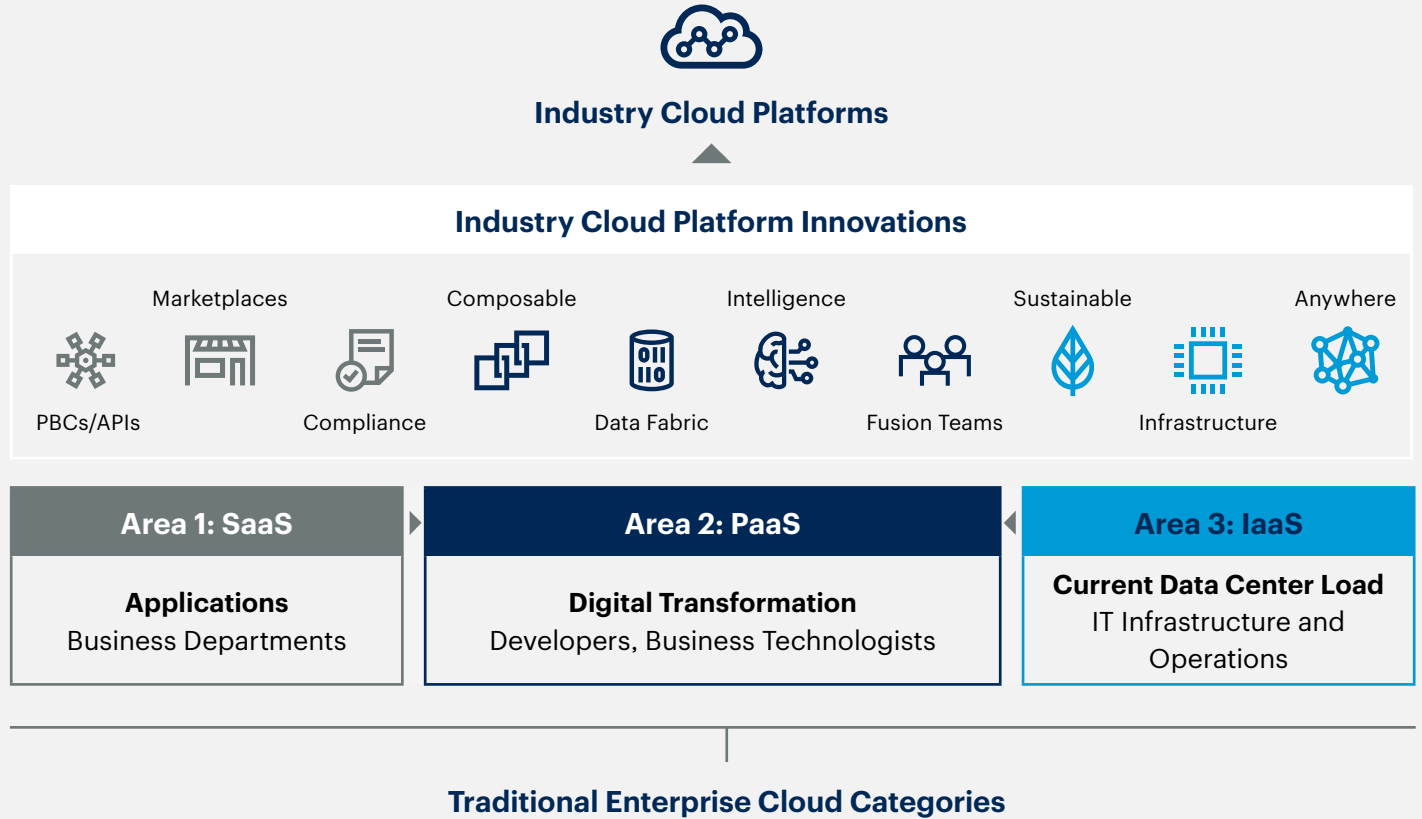 Industry Cloud Platforms
Industry Cloud Platform Innovations
Marketplaces
Composable
Intelligence
Sustainable
Anywhere
011
110
PBCs/APIs
Compliance
Data Fabric
Fusion Teams
Infrastructure
Area 1: SaaS
Applications
Business Departments
Area 2: PaaS
Digital Transformation
Developers, Business Technologists
Area 3: IaaS
Current Data Center Load
IT Infrastructure and
Operations
Traditional Enterprise Cloud Categories